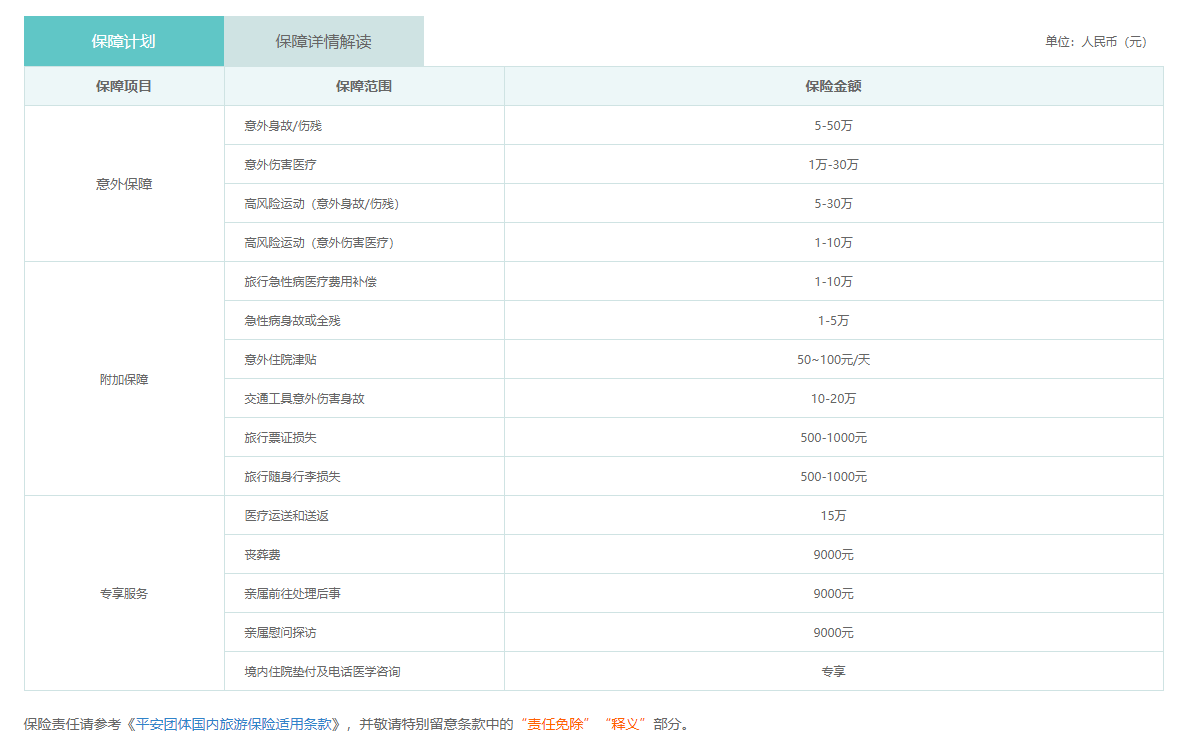 保障计划 保障详情解读 单位：人民币（元）
保障项目 保障范围 保险金额
意外保障
意外身故/伤残 5-50万
意外伤害医疗 1万-30万
高风险运动（意外身故/伤残） 5-30万
高风险运动（意外伤害医疗） 1-10万
附加保障
旅行急性病医疗费用补偿 1-10万
急性病身故或全残 1-5万
意外住院津贴 50~100元/天
交通工具意外伤害身故 10-20万
旅行票证损失 500-1000元
旅行随身行李损失 500-1000元
专享服务
医疗运送和送返 15万
丧葬费 9000元
亲属前往处理后事 9000元
亲属慰问探访 9000元
境内住院垫付及电话医学咨询 专享
保险责任请参考《平安团体国内旅游保险适用条款》，并敬请特别留意条款中的“责任免除” “释义”部分。